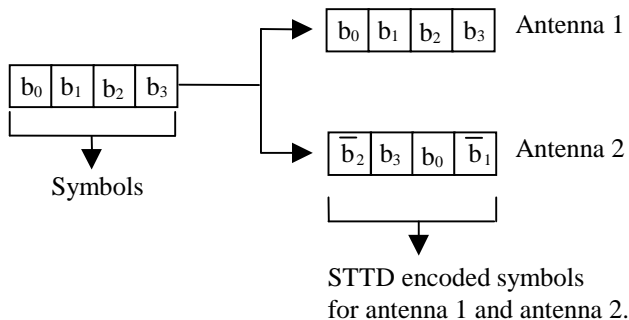 b₀ b₁ b₂ b₃ Antenna 1
b₀ b₁ b₂ b₃
b̅₂ b₃ b₀ b̅₁ Antenna 2
Symbols
STTD encoded symbols
for antenna 1 and antenna 2.